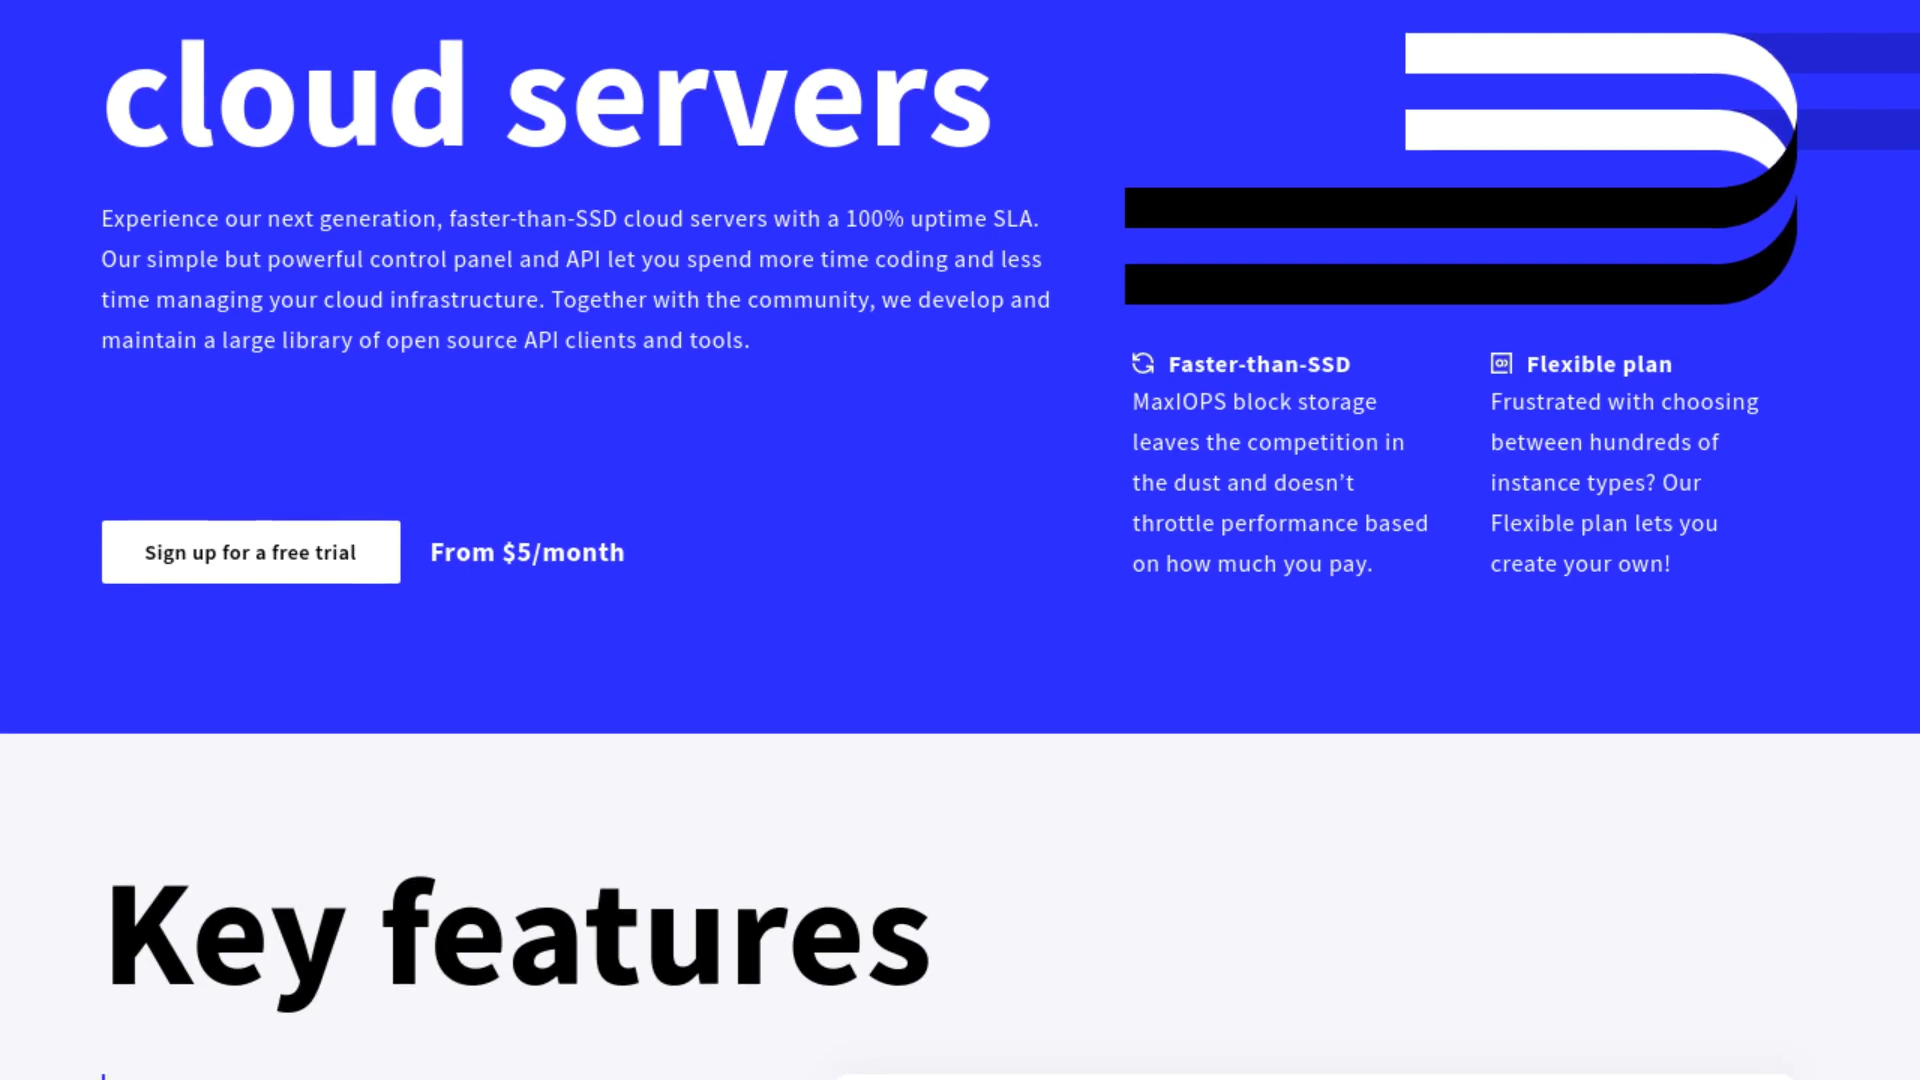 cloud servers
Experience our next generation, faster-than-SSD cloud servers with a 100% uptime SLA.
Our simple but powerful control panel and API let you spend more time coding and less
time managing your cloud infrastructure. Together with the community, we develop and
maintain a large library of open source API clients and tools.
Sign up for a free trial
From $5/month
Faster-than-SSD
MaxIOPS block storage
leaves the competition in
the dust and doesn’t
throttle performance based
on how much you pay.
Flexible plan
Frustrated with choosing
between hundreds of
instance types? Our
Flexible plan lets you
create your own!
Key features